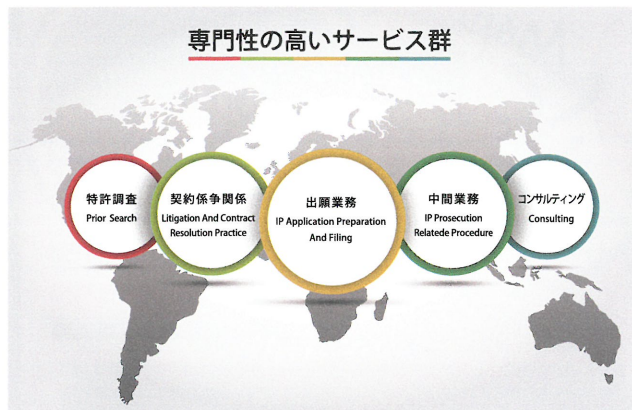 専門性の高いサービス群
特許調査
Prior Search
契約係争関係
Litigation And Contract
Resolution Practice
出願業務
IP Application Preparation
And Filing
中間業務
IP Prosecution
Relatede Procedure
コンサルティング
Consulting